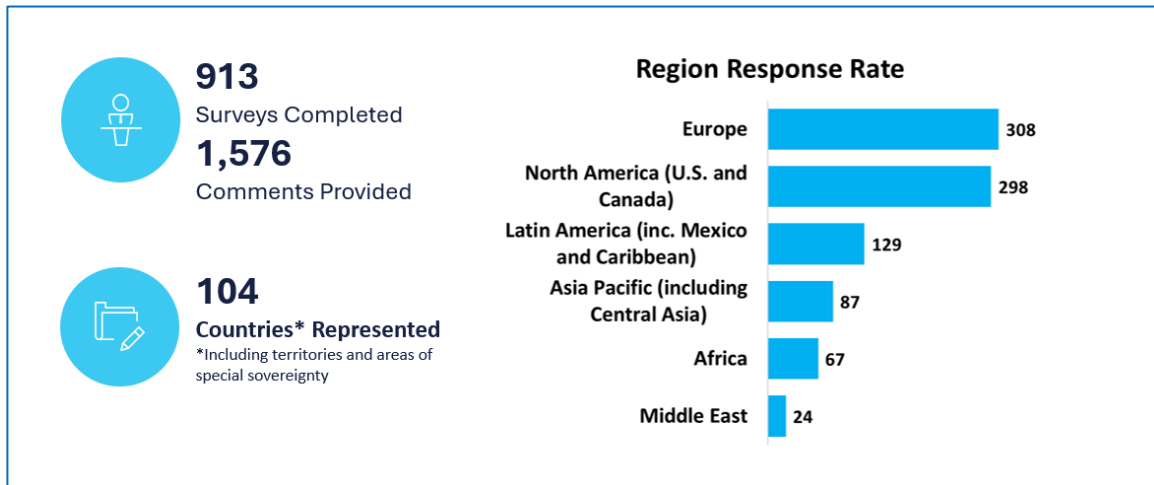 913
Surveys Completed
1,576
Comments Provided
104
Countries* Represented
*Including territories and areas of
special sovereignty
Region Response Rate
Europe
308
North America (U.S. and
Canada)
298
Latin America (inc. Mexico
and Caribbean)
129
Asia Pacific (including
Central Asia)
87
Africa
67
Middle East
24